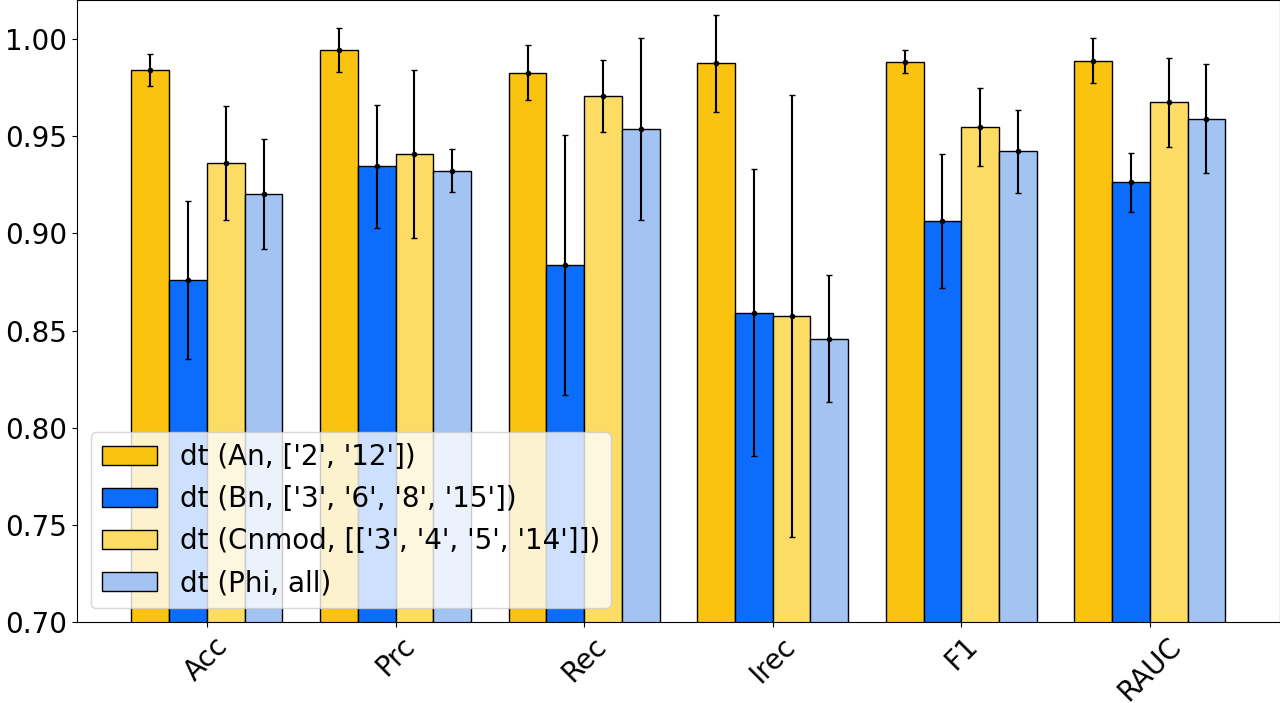 1.00
0.95
0.90
0.85
0.80
0.75
0.70
dt (An, ['2', '12'])
dt (Bn, ['3', '6', '8', '15'])
dt (Cnmod, [['3', '4', '5', '14']])
dt (Phi, all)
Acc
Prc
Rec
Irec
F1
RAUC